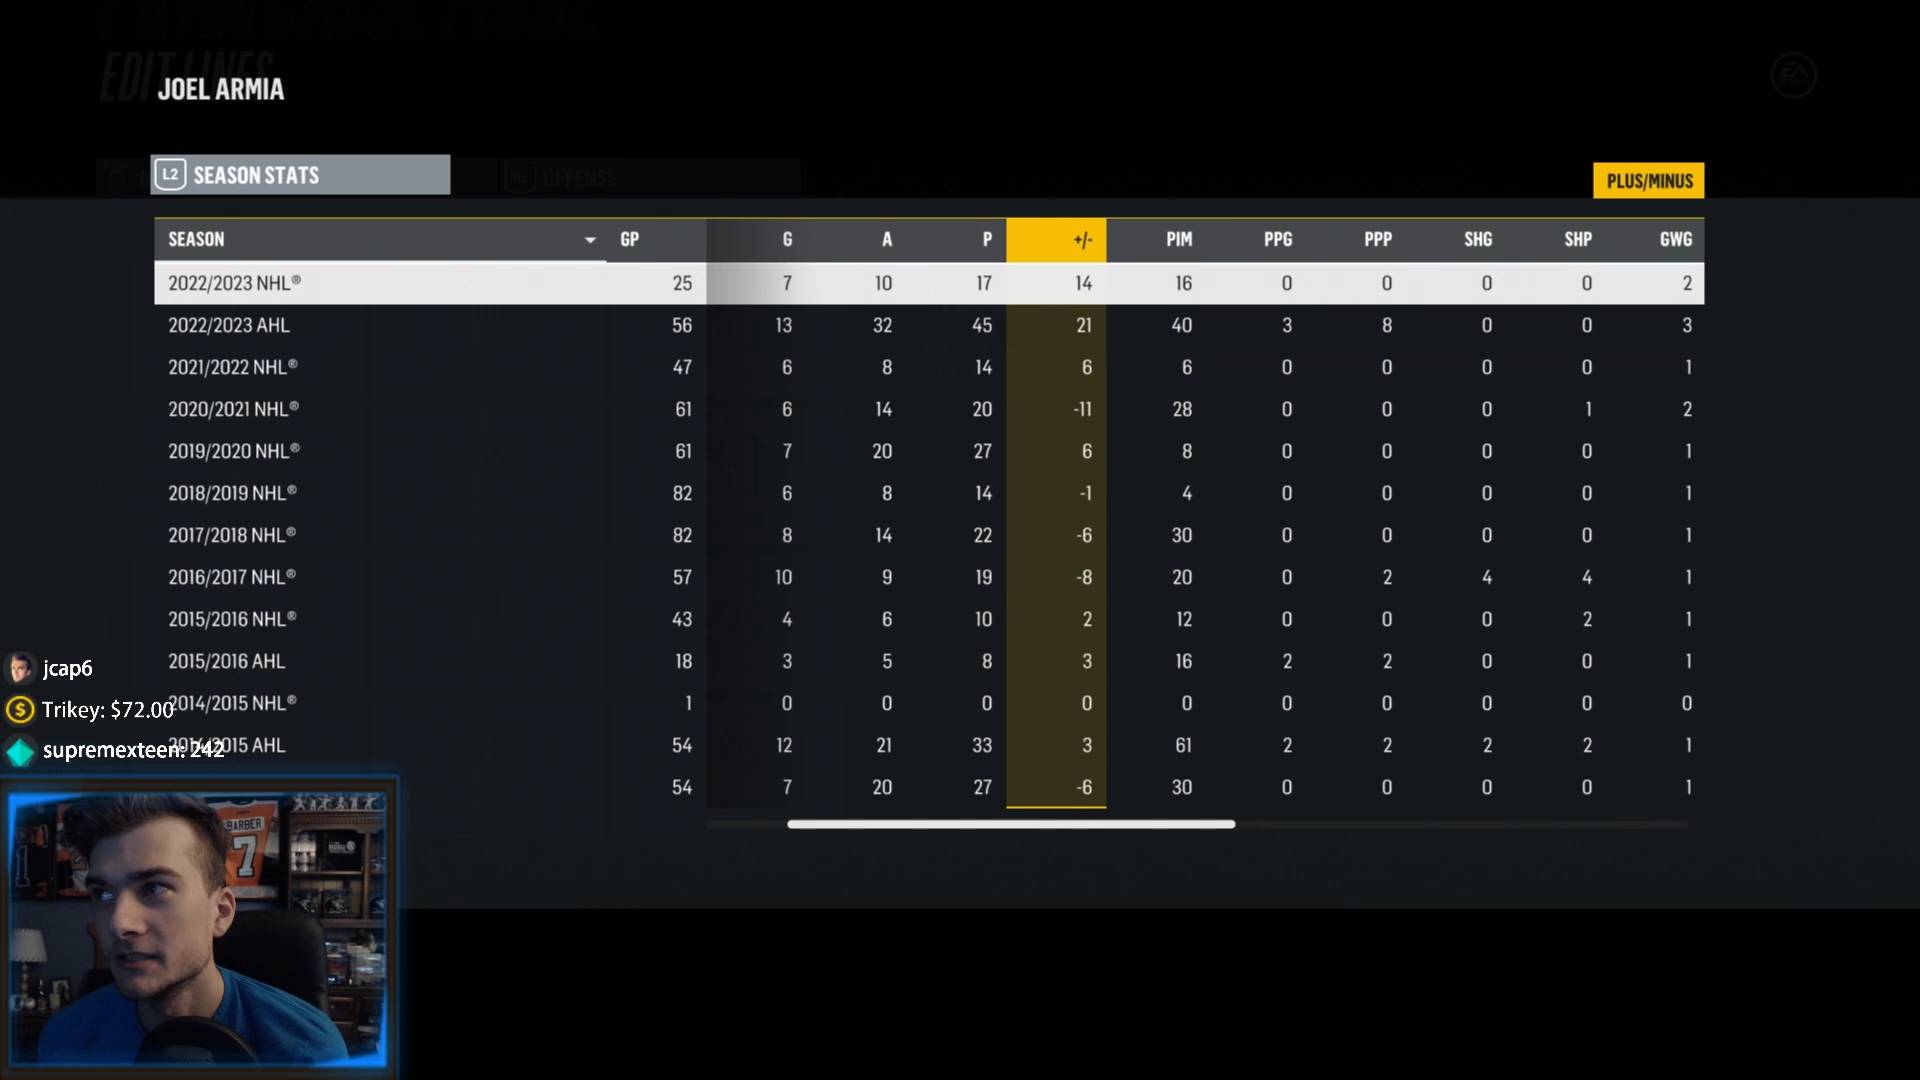 FRANCHISE MODE
EDIT LINES
JOEL ARMIA
EA
L2 SEASON STATS
OFFENSE
PLUS/MINUS
SEASON GP G A P +/- PIM PPG PPP SHG SHP GWG
2022/2023 NHL® 25 7 10 17 14 16 0 0 0 0 2
2022/2023 AHL 56 13 32 45 21 40 3 8 0 0 3
2021/2022 NHL® 47 6 8 14 6 6 0 0 0 0 1
2020/2021 NHL® 61 6 14 20 -11 28 0 0 0 1 2
2019/2020 NHL® 61 7 20 27 6 8 0 0 0 0 1
2018/2019 NHL® 82 6 8 14 -1 4 0 0 0 0 1
2017/2018 NHL® 82 8 14 22 -6 30 0 0 0 0 1
2016/2017 NHL® 57 10 9 19 -8 20 0 2 4 4 1
2015/2016 NHL® 43 4 6 10 2 12 0 0 0 2 1
2015/2016 AHL 18 3 5 8 3 16 2 2 0 0 1
2014/2015 NHL® 1 0 0 0 0 0 0 0 0 0 0
2014/2015 AHL 54 12 21 33 3 61 2 2 2 2 1
54 7 20 27 -6 30 0 0 0 0 1
jcap6
Trikey: $72.00
supremexteen: 242
BARBER
7